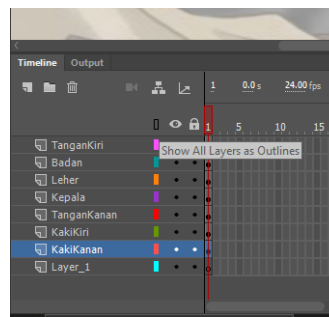 Timeline Output
1 0.0 s 24.00 fps
1 5 10 15
TanganKiri
Show All Layers as Outlines
Badan
Leher
Kepala
TanganKanan
KakiKiri
KakiKanan
Layer_1